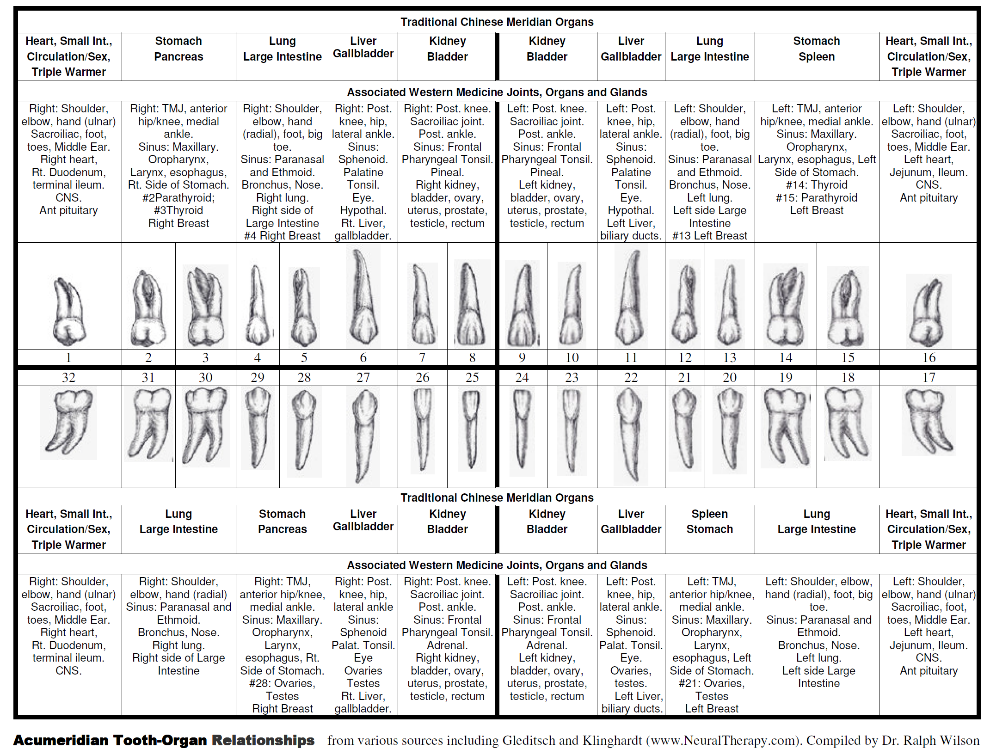 Traditional Chinese Meridian Organs
Heart, Small Int.,
Circulation/Sex,
Triple Warmer
Stomach
Pancreas
Lung
Large Intestine
Liver
Gallbladder
Kidney
Bladder
Kidney
Bladder
Liver
Gallbladder
Lung
Large Intestine
Stomach
Spleen
Heart, Small Int.,
Circulation/Sex,
Triple Warmer
Associated Western Medicine Joints, Organs and Glands
Right: Shoulder,
elbow, hand (ulnar)
Sacroiliac, foot,
toes, Middle Ear.
Right heart,
Rt. Duodenum,
terminal ileum.
CNS.
Ant pituitary
Right: TMJ, anterior
hip/knee, medial
ankle.
Sinus: Maxillary.
Oropharynx,
Larynx, esophagus,
Rt. Side of Stomach.
#2Parathyroid;
#3Thyroid
Right Breast
Right: Shoulder,
elbow, hand
(radial), foot, big
toe.
Sinus: Paranasal
and Ethmoid.
Bronchus, Nose.
Right lung.
Right side of
Large Intestine
#4 Right Breast
Right: Post.
knee, hip,
lateral ankle.
Sinus:
Sphenoid.
Palatine
Tonsil.
Eye.
Hypothal.
Rt. Liver,
gallbladder.
Right: Post. knee.
Sacroiliac joint.
Post. ankle.
Sinus: Frontal
Pharyngeal Tonsil.
Pineal.
Right kidney,
bladder, ovary,
uterus, prostate,
testicle, rectum
Left: Post. knee.
Sacroiliac joint.
Post. ankle.
Sinus: Frontal
Pharyngeal Tonsil.
Pineal.
Left kidney,
bladder, ovary,
uterus, prostate,
testicle, rectum
Left: Post.
knee, hip,
lateral ankle.
Sinus:
Sphenoid.
Palatine
Tonsil.
Eye.
Hypothal.
Left Liver,
biliary ducts.
Left: Shoulder,
elbow, hand
(radial), foot, big
toe.
Sinus: Paranasal
and Ethmoid.
Bronchus, Nose.
Left lung.
Left side Large
Intestine
#13 Left Breast
Left: TMJ, anterior
hip/knee, medial ankle.
Sinus: Maxillary.
Oropharynx,
Larynx, esophagus, Left
Side of Stomach.
#14: Thyroid
#15: Parathyroid
Left Breast
Left: Shoulder,
elbow, hand (ulnar)
Sacroiliac, foot,
toes, Middle Ear.
Left heart,
Jejunum, Ileum.
CNS.
Ant pituitary
1 2 3 4 5 6 7 8 9 10 11 12 13 14 15 16
32 31 30 29 28 27 26 25 24 23 22 21 20 19 18 17
Traditional Chinese Meridian Organs
Heart, Small Int.,
Circulation/Sex,
Triple Warmer
Lung
Large Intestine
Stomach
Pancreas
Liver
Gallbladder
Kidney
Bladder
Kidney
Bladder
Liver
Gallbladder
Spleen
Stomach
Lung
Large Intestine
Heart, Small Int.,
Circulation/Sex,
Triple Warmer
Associated Western Medicine Joints, Organs and Glands
Right: Shoulder,
elbow, hand (ulnar)
Sacroiliac, foot,
toes, Middle Ear.
Right heart,
Rt. Duodenum,
terminal ileum.
CNS.
Right: Shoulder,
elbow, hand (radial)
Sinus: Paranasal and
Ethmoid.
Bronchus, Nose.
Right lung.
Right side of Large
Intestine
Right: TMJ,
anterior hip/knee,
medial ankle.
Sinus: Maxillary.
Oropharynx,
Larynx,
esophagus, Rt.
Side of Stomach.
#28: Ovaries,
Testes
Right Breast
Right: Post.
knee, hip,
lateral ankle
Sinus:
Sphenoid
Palat. Tonsil.
Eye
Ovaries
Testes
Rt. Liver,
gallbladder.
Right: Post. knee.
Sacroiliac joint.
Post. ankle.
Sinus: Frontal
Pharyngeal Tonsil.
Adrenal.
Right kidney,
bladder, ovary,
uterus, prostate,
testicle, rectum
Left: Post. knee.
Sacroiliac joint.
Post. ankle.
Sinus: Frontal
Pharyngeal Tonsil.
Adrenal.
Left kidney,
bladder, ovary,
uterus, prostate,
testicle, rectum
Left: Post.
knee, hip,
lateral ankle.
Sinus:
Sphenoid.
Palat. Tonsil.
Eye.
Ovaries,
testes.
Left Liver,
biliary ducts.
Left: TMJ,
anterior hip/knee,
medial ankle.
Sinus: Maxillary.
Oropharynx,
Larynx,
esophagus, Left
Side of Stomach.
#21: Ovaries,
Testes
Left Breast
Left: Shoulder, elbow,
hand (radial), foot, big
toe.
Sinus: Paranasal and
Ethmoid.
Bronchus, Nose.
Left lung.
Left side Large
Intestine
Left: Shoulder,
elbow, hand (ulnar)
Sacroiliac, foot,
toes, Middle Ear.
Left heart,
Jejunum, Ileum.
CNS.
Ant pituitary
Acumeridian Tooth-Organ Relationships from various sources including Gleditsch and Klinghardt (www.NeuralTherapy.com). Compiled by Dr. Ralph Wilson